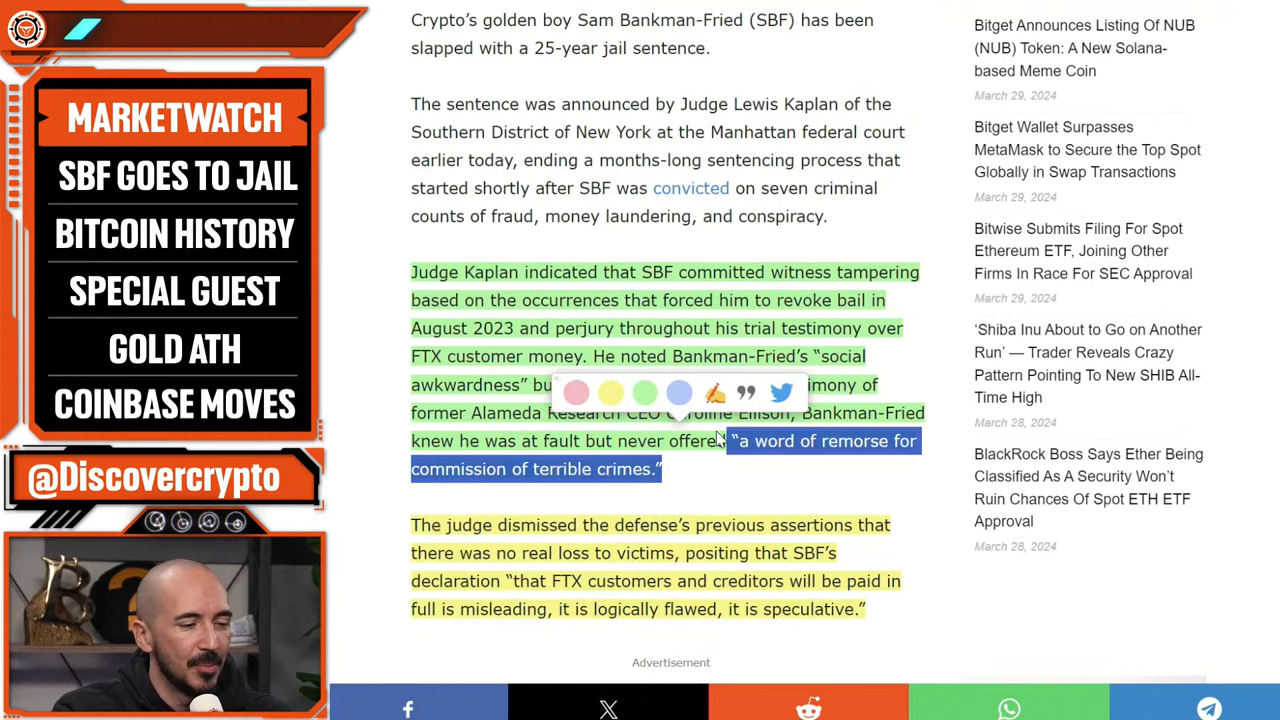 MARKETWATCH
SBF GOES TO JAIL
BITCOIN HISTORY
SPECIAL GUEST
GOLD ATH
COINBASE MOVES
@Discovercrypto
Crypto’s golden boy Sam Bankman-Fried (SBF) has been
slapped with a 25-year jail sentence.
The sentence was announced by Judge Lewis Kaplan of the
Southern District of New York at the Manhattan federal court
earlier today, ending a months-long sentencing process that
started shortly after SBF was convicted on seven criminal
counts of fraud, money laundering, and conspiracy.
Judge Kaplan indicated that SBF committed witness tampering
based on the occurrences that forced him to revoke bail in
August 2023 and perjury throughout his trial testimony over
FTX customer money. He noted Bankman-Fried’s “social
awkwardness” of
former Alameda Research CEO Caroline Ellison, Bankman-Fried
knew he was at fault but never “a word of remorse for
commission of terrible crimes.”
The judge dismissed the defense’s previous assertions that
there was no real loss to victims, positing that SBF’s
declaration “that FTX customers and creditors will be paid in
full is misleading, it is logically flawed, it is speculative.”
Advertisement
Bitget Announces Listing Of NUB
(NUB) Token: A New Solana-
based Meme Coin
March 29, 2024
Bitget Wallet Surpasses
MetaMask to Secure the Top Spot
Globally in Swap Transactions
March 29, 2024
Bitwise Submits Filing For Spot
Ethereum ETF, Joining Other
Firms In Race For SEC Approval
March 29, 2024
‘Shiba Inu About to Go on Another
Run’ — Trader Reveals Crazy
Pattern Pointing To New SHIB All-
Time High
March 28, 2024
BlackRock Boss Says Ether Being
Classified As A Security Won’t
Ruin Chances Of Spot ETH ETF
Approval
March 28, 2024